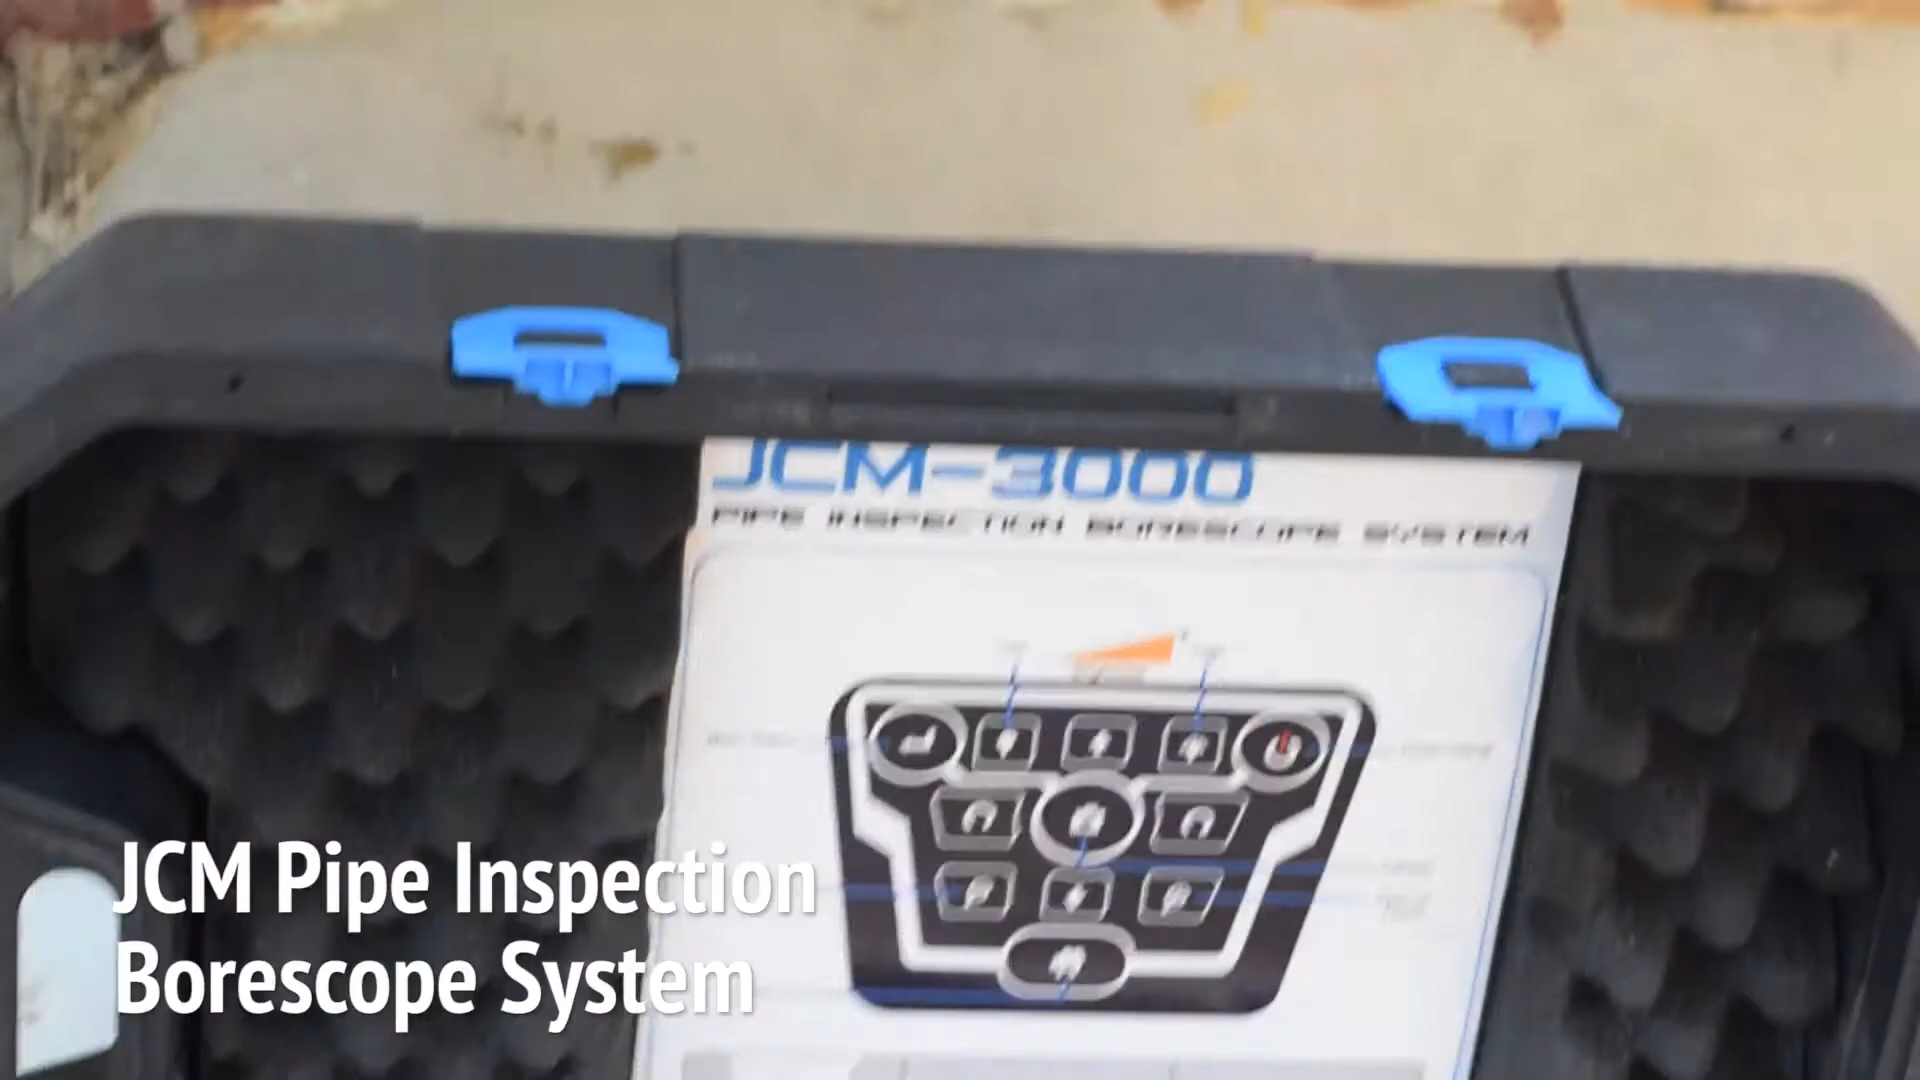 JCM-3000
PIPE INSPECTION BORESCOPE SYSTEM
JCM Pipe Inspection
Borescope System